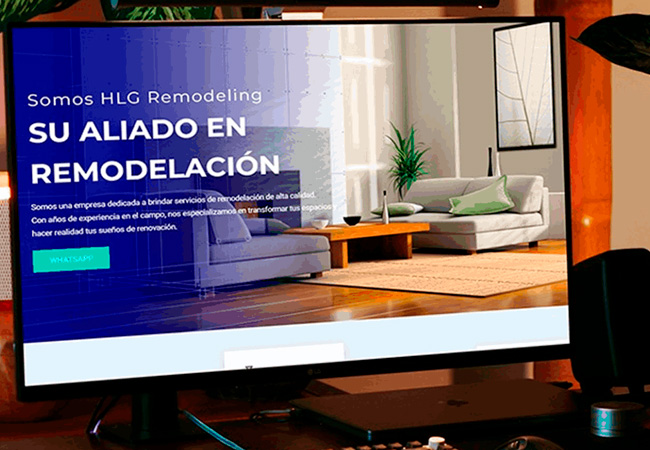 Somos HLG Remodeling
SU ALIADO EN
REMODELACIÓN
Somos una empresa dedicada a brindar servicios de remodelación de alta calidad.
Con años de experiencia en el campo, nos especializamos en transformar tus espacios
hacer realidad tus sueños de renovación.
WHATSAPP
LG